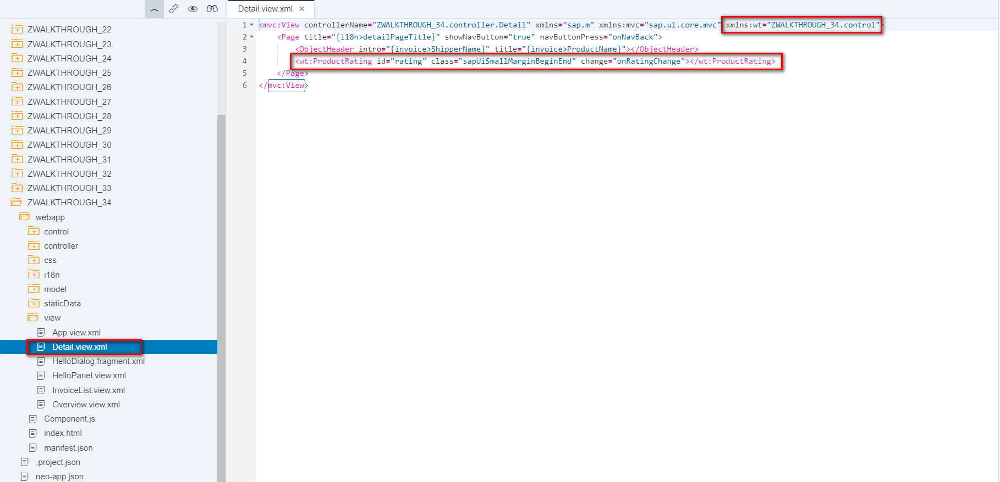 ZWALKTHROUGH_22
ZWALKTHROUGH_23
ZWALKTHROUGH_24
ZWALKTHROUGH_25
ZWALKTHROUGH_26
ZWALKTHROUGH_27
ZWALKTHROUGH_28
ZWALKTHROUGH_29
ZWALKTHROUGH_30
ZWALKTHROUGH_31
ZWALKTHROUGH_32
ZWALKTHROUGH_33
ZWALKTHROUGH_34
webapp
control
controller
css
i18n
model
staticData
view
App.view.xml
Detail.view.xml
HelloDialog.fragment.xml
HelloPanel.view.xml
InvoiceList.view.xml
Overview.view.xml
Component.js
index.html
manifest.json
.project.json
neo-app.json
Detail.view.xml ×
1 <mvc:View controllerName="ZWALKTHROUGH_34.controller.Detail" xmlns="sap.m" xmlns:mvc="sap.ui.core.mvc" xmlns:wt="ZWALKTHROUGH_34.control">
2 <Page title="{i18n>detailPageTitle}" showNavButton="true" navButtonPress="onNavBack">
3 <ObjectHeader intro="{invoice>ShipperName}" title="{invoice>ProductName}"></ObjectHeader>
4 <wt:ProductRating id="rating" class="sapUiSmallMarginBeginEnd" change="onRatingChange"></wt:ProductRating>
5 </Page>
6 </mvc:View>